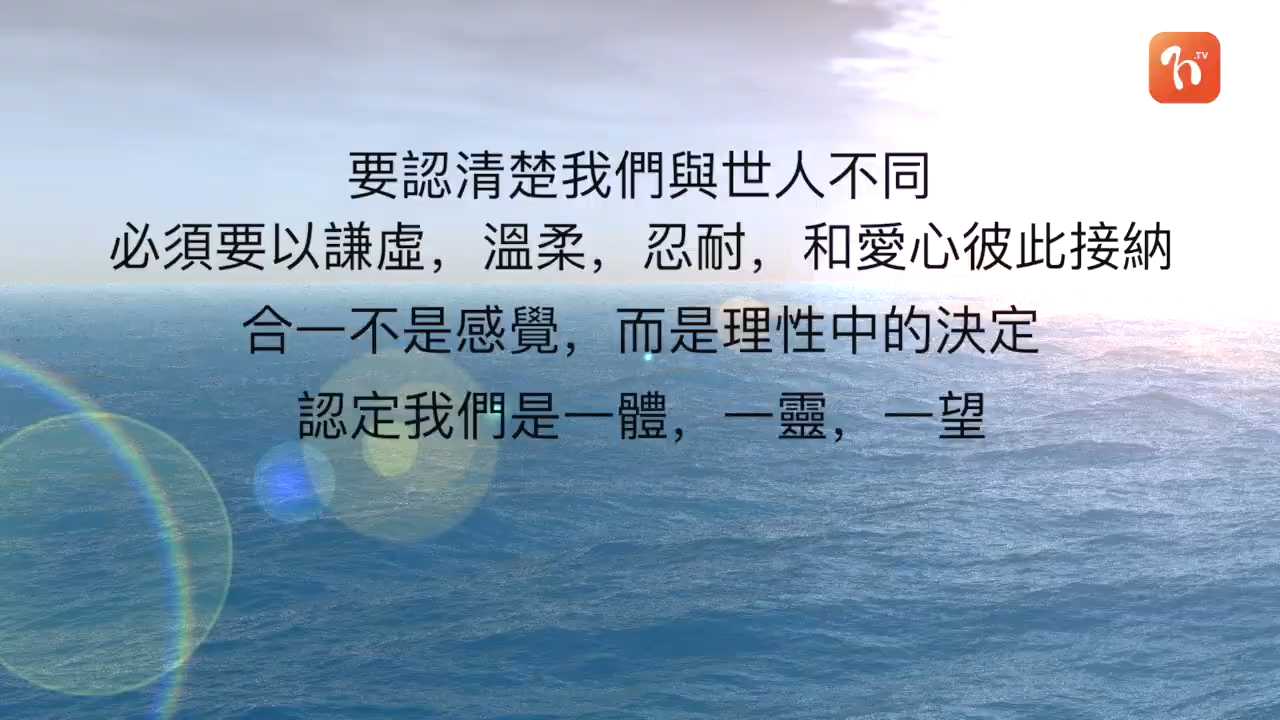 h.TV
要認清楚我們與世人不同
必須要以謙虛，溫柔，忍耐，和愛心彼此接納
合一不是感覺，而是理性中的決定
認定我們是一體，一靈，一望